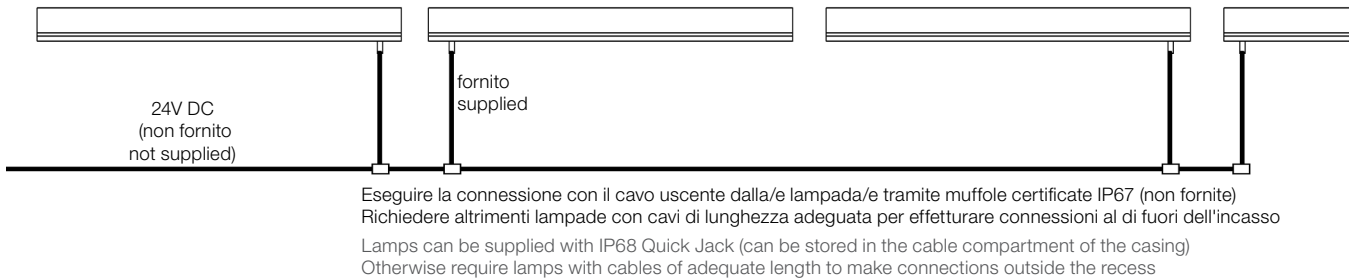 fornito
supplied
24V DC
(non fornito
not supplied)
Eseguire la connessione con il cavo uscente dalla/e lampada/e tramite muffole certificate IP67 (non fornite)
Richiedere altrimenti lampade con cavi di lunghezza adeguata per effetturare connessioni al di fuori dell'incasso
Lamps can be supplied with IP68 Quick Jack (can be stored in the cable compartment of the casing)
Otherwise require lamps with cables of adequate length to make connections outside the recess